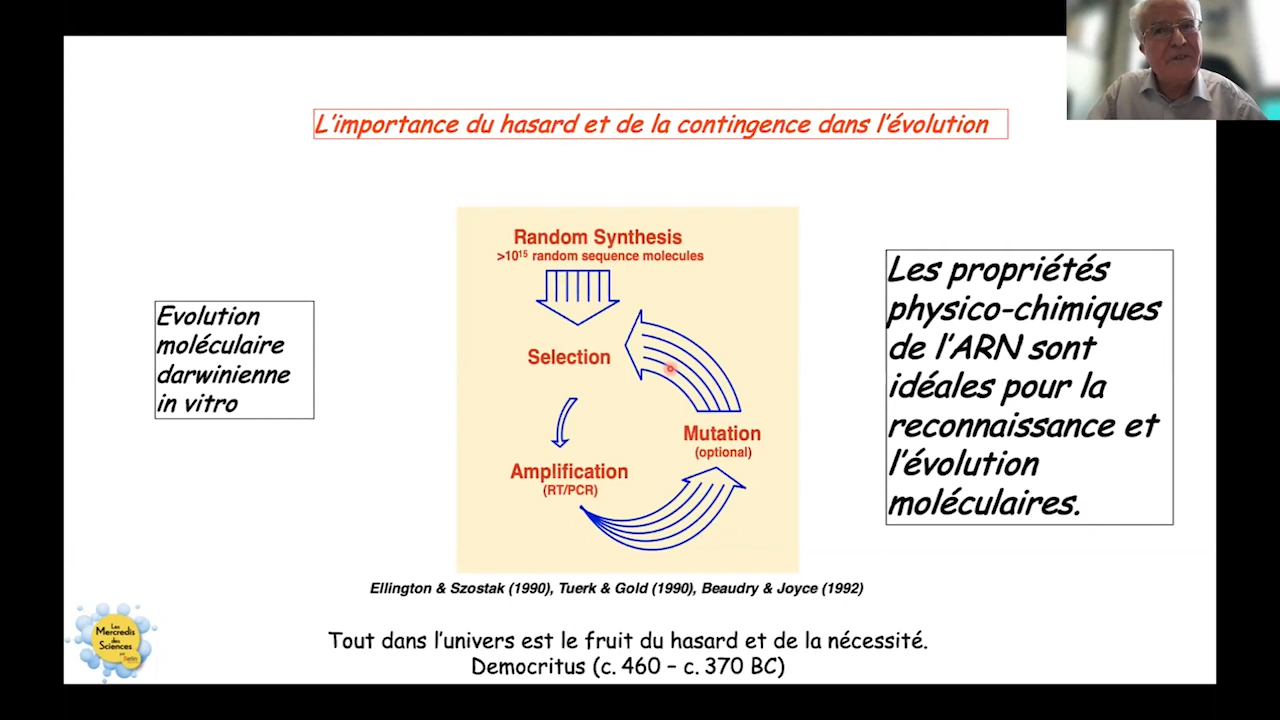 L'importance du hasard et de la contingence dans l'évolution
Evolution
moléculaire
darwinienne
in vitro
Random Synthesis
>10¹⁵ random sequence molecules
Selection
Mutation
(optional)
Amplification
(RT/PCR)
Les propriétés
physico-chimiques
de l'ARN sont
idéales pour la
reconnaissance et
l'évolution
moléculaires.
Ellington & Szostak (1990), Tuerk & Gold (1990), Beaudry & Joyce (1992)
Tout dans l'univers est le fruit du hasard et de la nécessité.
Democritus (c. 460 – c. 370 BC)
Les
Mercredis
des
Sciences